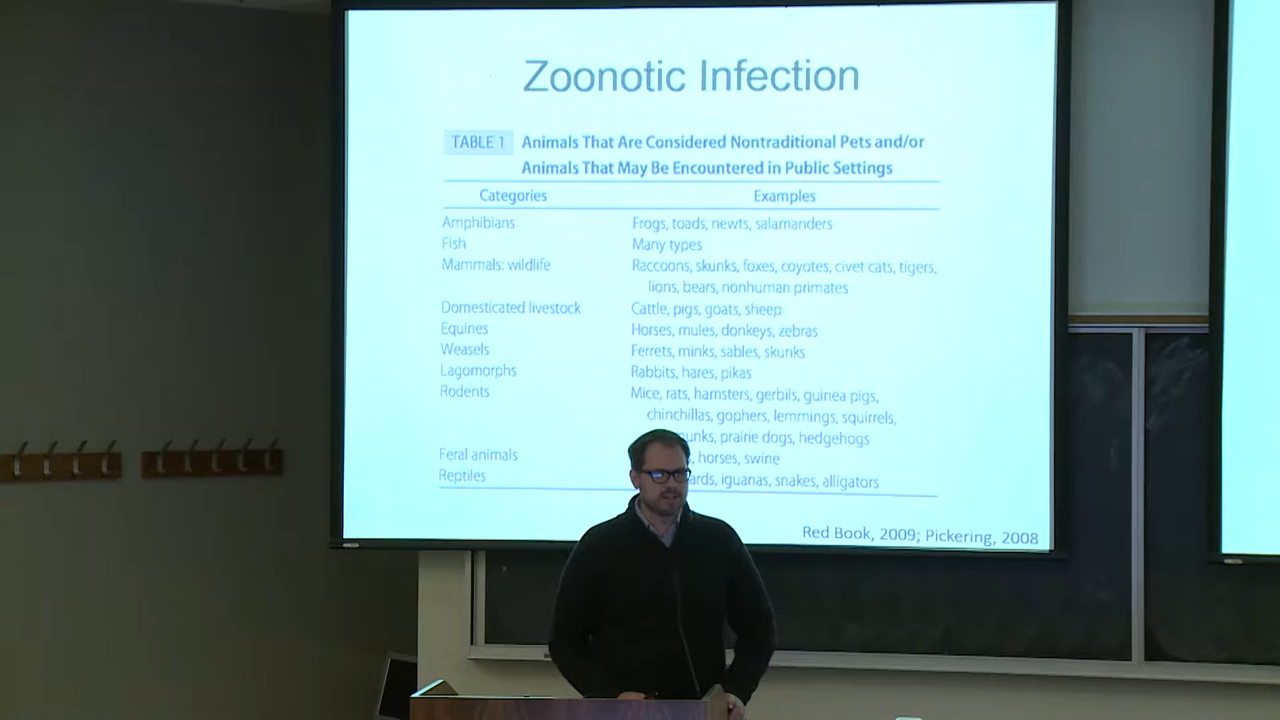 Zoonotic Infection
TABLE 1 Animals That Are Considered Nontraditional Pets and/or
Animals That May Be Encountered in Public Settings
Categories Examples
Amphibians Frogs, toads, newts, salamanders
Fish Many types
Mammals: wildlife Raccoons, skunks, foxes, coyotes, civet cats, tigers,
lions, bears, nonhuman primates
Domesticated livestock Cattle, pigs, goats, sheep
Equines Horses, mules, donkeys, zebras
Weasels Ferrets, minks, sables, skunks
Lagomorphs Rabbits, hares, pikas
Rodents Mice, rats, hamsters, gerbils, guinea pigs,
chinchillas, gophers, lemmings, squirrels,
prairie dogs, hedgehogs
Feral animals horses, swine
Reptiles iguanas, snakes, alligators
Red Book, 2009; Pickering, 2008